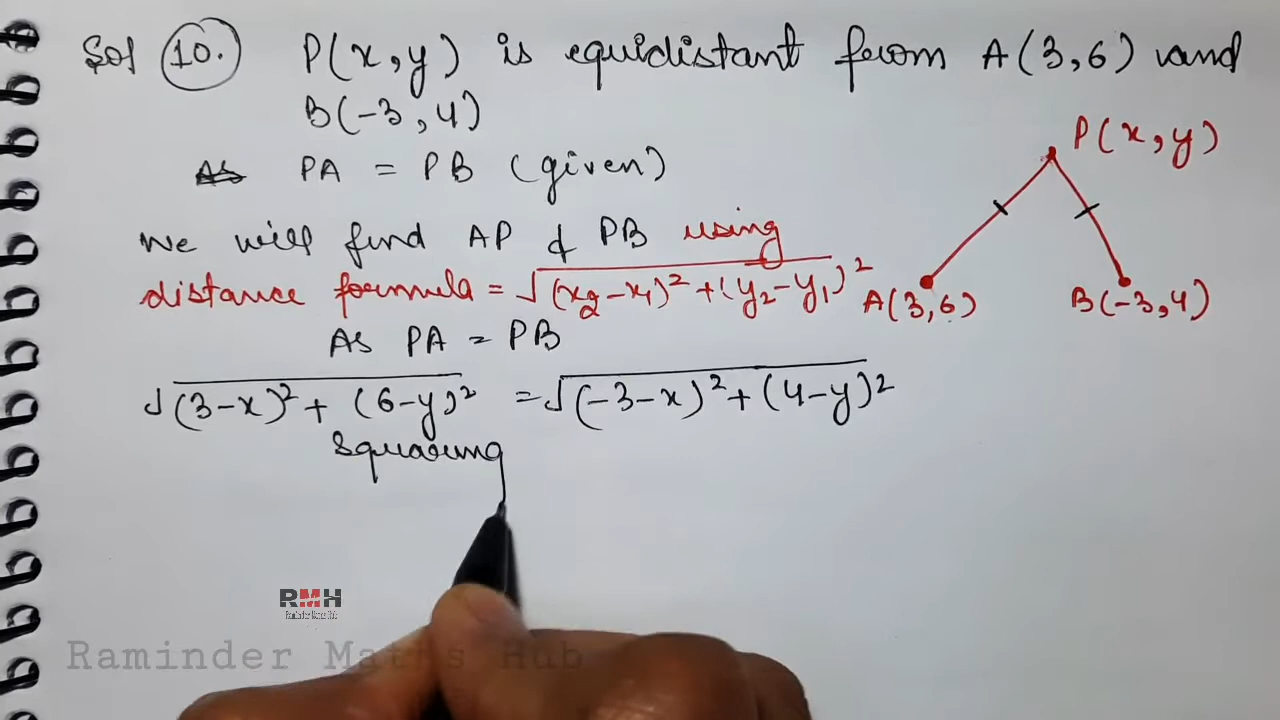 Sol 10. P(x,y) is equidistant from A(3,6) and
B(-3,4)
As PA = PB (given)
P(x,y)
We will find AP & PB using
distance formula = √(x₂-x₁)²+(y₂-y₁)²
A(3,6)
B(-3,4)
As PA = PB
√(3-x)²+(6-y)² = √(-3-x)²+(4-y)²
Squaring
RMH
Raminder Maths Hub